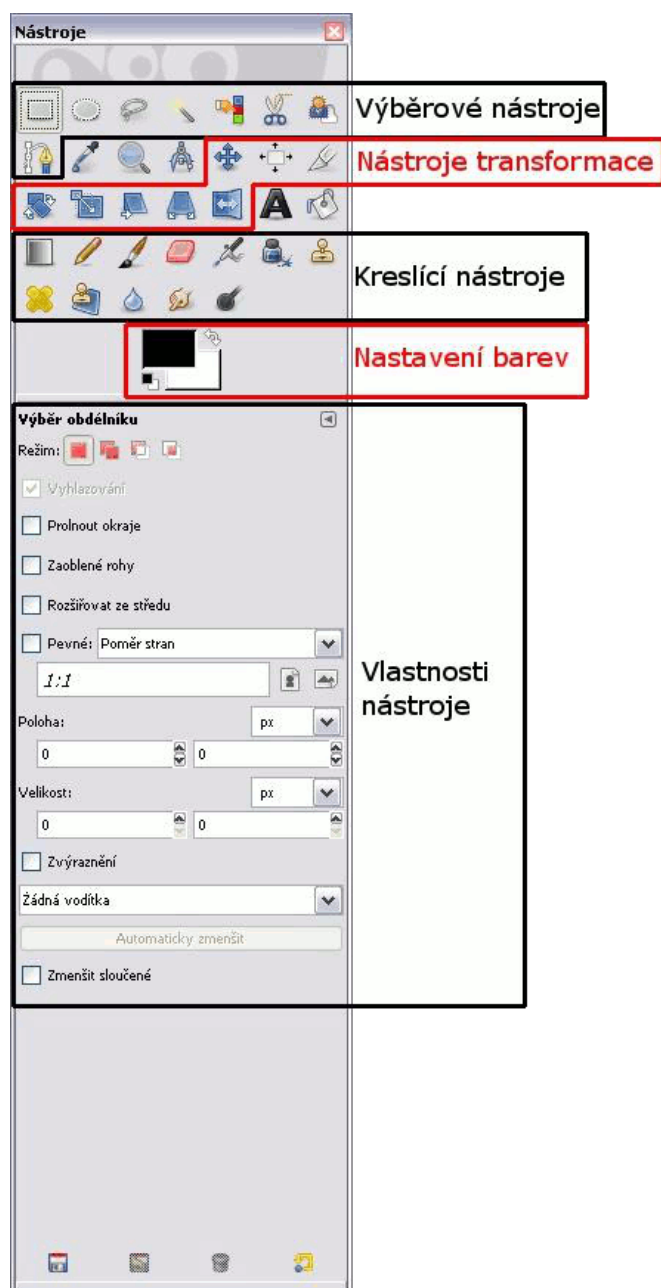 Nástroje
Výběrové nástroje
Nástroje transformace
Kreslící nástroje
Nastavení barev
Výběr obdélníku
Režim:
Vyhlazování
Prolnout okraje
Zaoblené rohy
Rozšiřovat ze středu
Pevné: Poměr stran
1:1
Vlastnosti
nástroje
Poloha: px
0 0
Velikost: px
0 0
Zvýraznění
Žádná vodítka
Automaticky zmenšit
Zmenšit sloučené